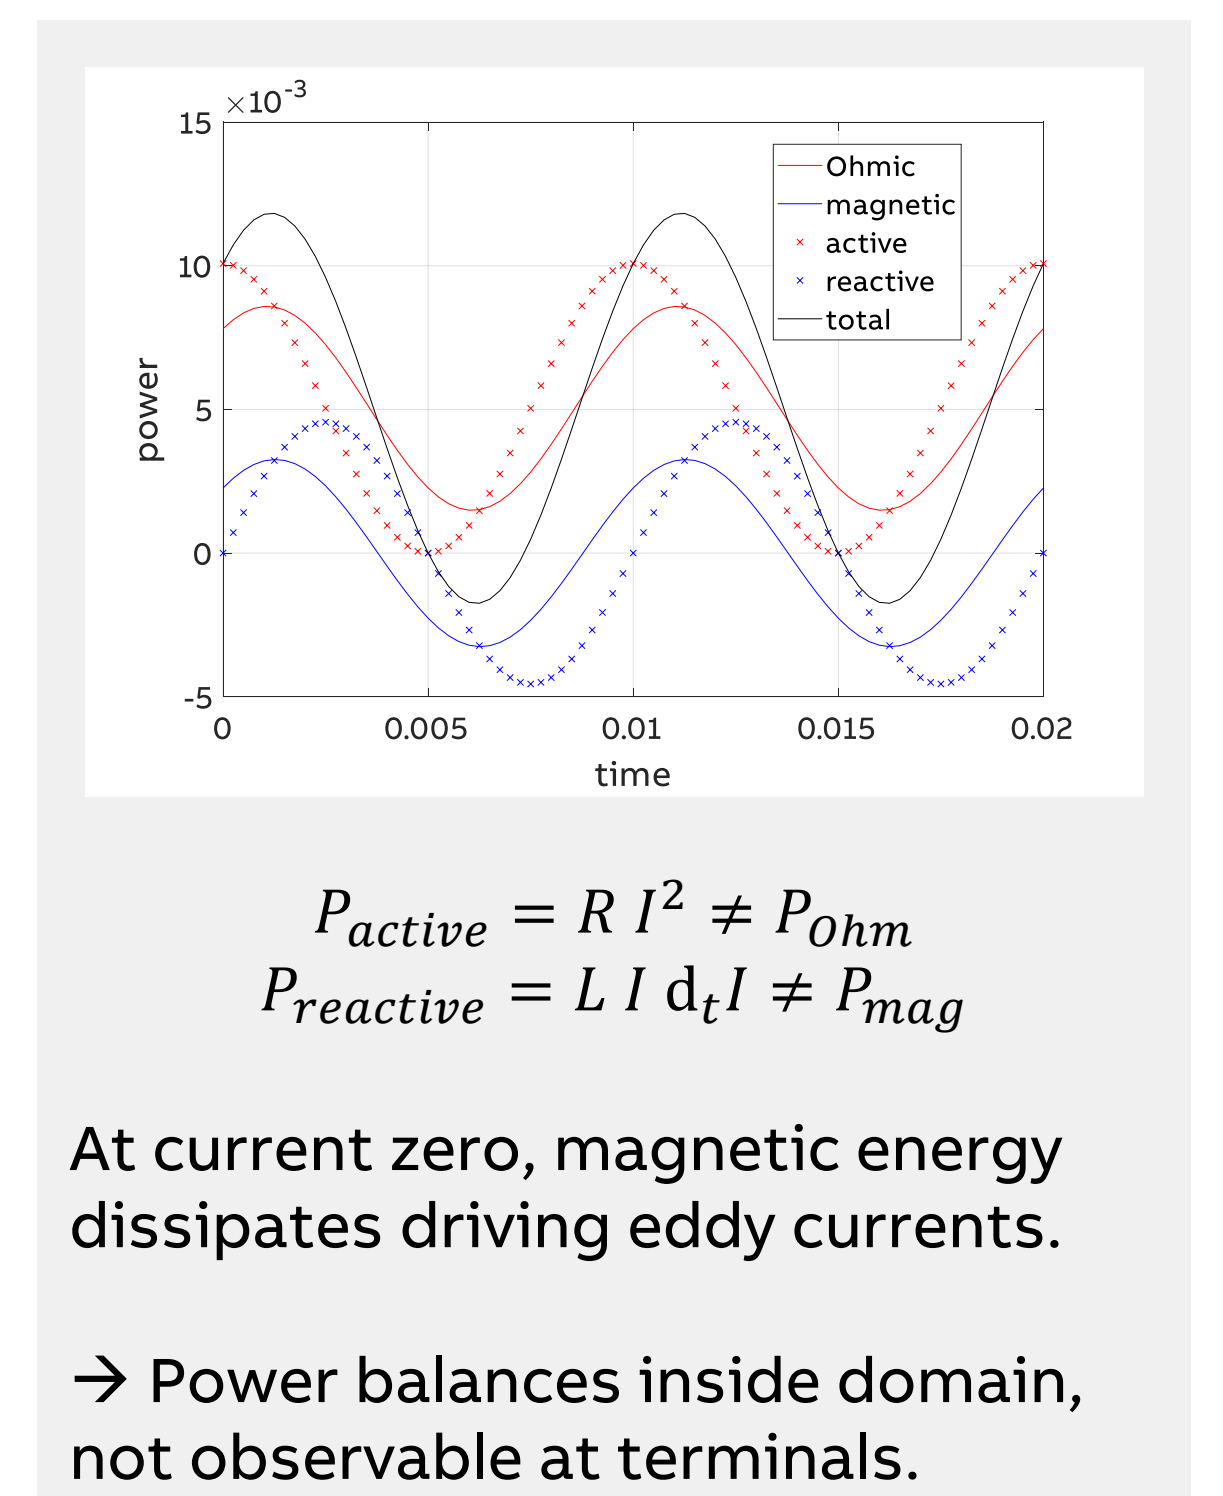 ×10⁻³
15
10
5
0
-5
power
Ohmic
magnetic
active
reactive
total
0 0.005 0.01 0.015 0.02
time
P_active = R I² ≠ P_Ohm
P_reactive = L I d_t I ≠ P_mag
At current zero, magnetic energy
dissipates driving eddy currents.
→ Power balances inside domain,
not observable at terminals.